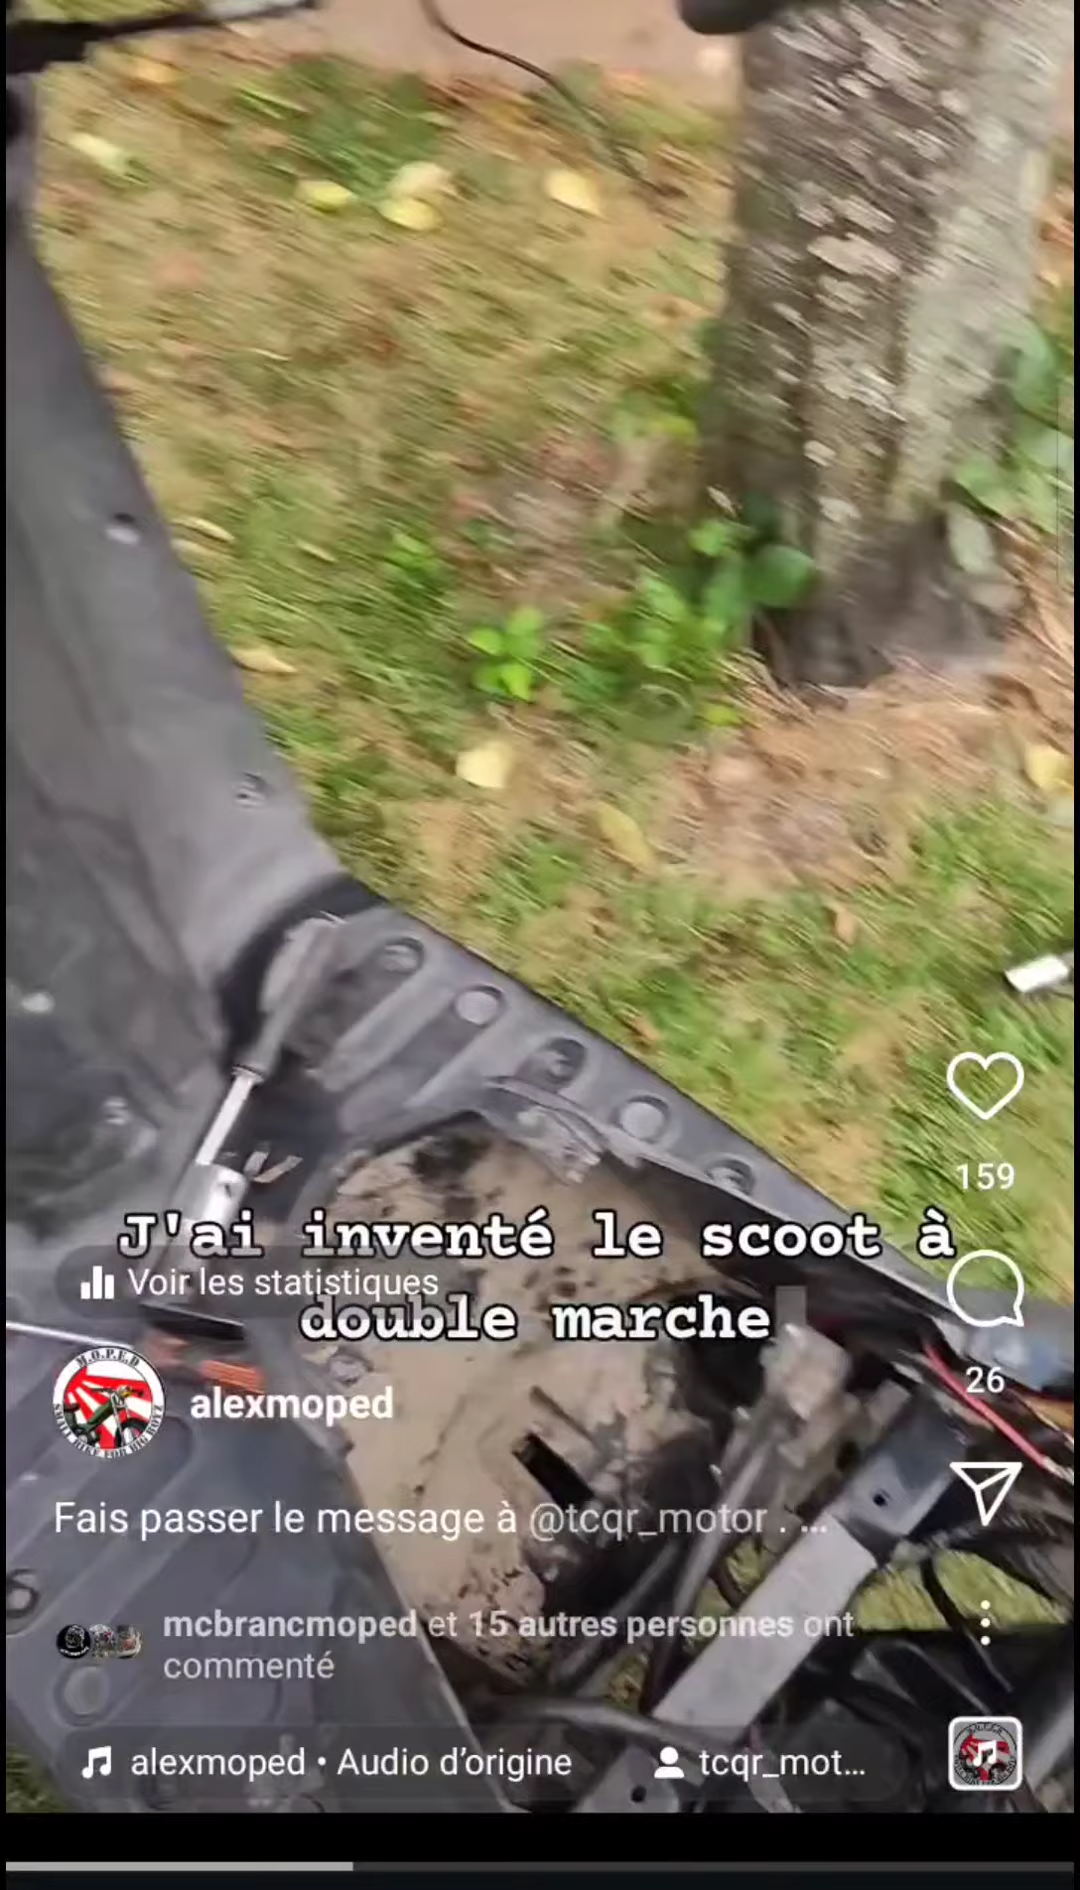 159
J'ai inventé le scoot à
Voir les statistiques
double marche
26
M.O.P.E.D
alexmoped
Fais passer le message à @tcqr_motor . ...
mcbrancmoped et 15 autres personnes ont
commenté
alexmoped • Audio d’origine
tcqr_mot...